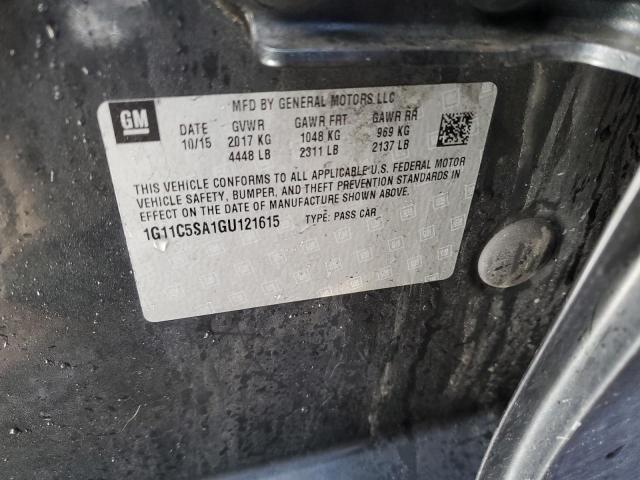 GM
MFD BY GENERAL MOTORS LLC
DATE GVWR GAWR FRT GAWR RR
10/15 2017 KG 1048 KG 969 KG
4448 LB 2311 LB 2137 LB
THIS VEHICLE CONFORMS TO ALL APPLICABLE U.S. FEDERAL MOTOR
VEHICLE SAFETY, BUMPER, AND THEFT PREVENTION STANDARDS IN
EFFECT ON THE DATE OF MANUFACTURE SHOWN ABOVE.
1G11C5SA1GU121615 TYPE: PASS CAR